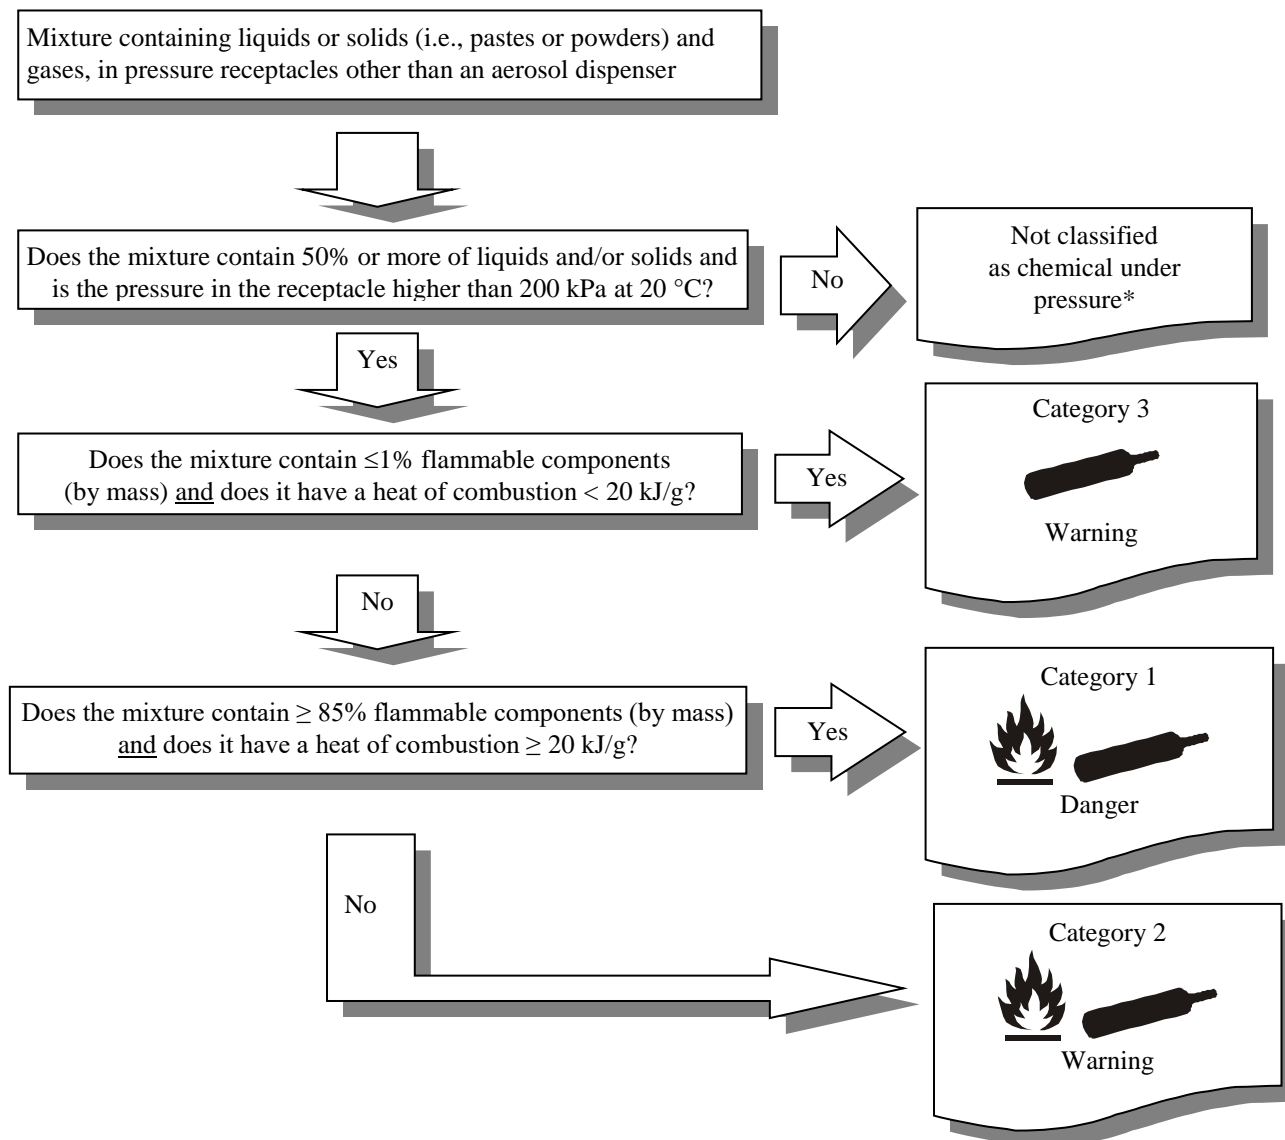 Mixture containing liquids or solids (i.e., pastes or powders) and
gases, in pressure receptacles other than an aerosol dispenser
Does the mixture contain 50% or more of liquids and/or solids and
is the pressure in the receptacle higher than 200 kPa at 20 °C?
No
Not classified
as chemical under
pressure*
Yes
Does the mixture contain ≤1% flammable components
(by mass) and does it have a heat of combustion < 20 kJ/g?
Yes
Category 3
Warning
No
Does the mixture contain ≥ 85% flammable components (by mass)
and does it have a heat of combustion ≥ 20 kJ/g?
Yes
Category 1
Danger
No
Category 2
Warning